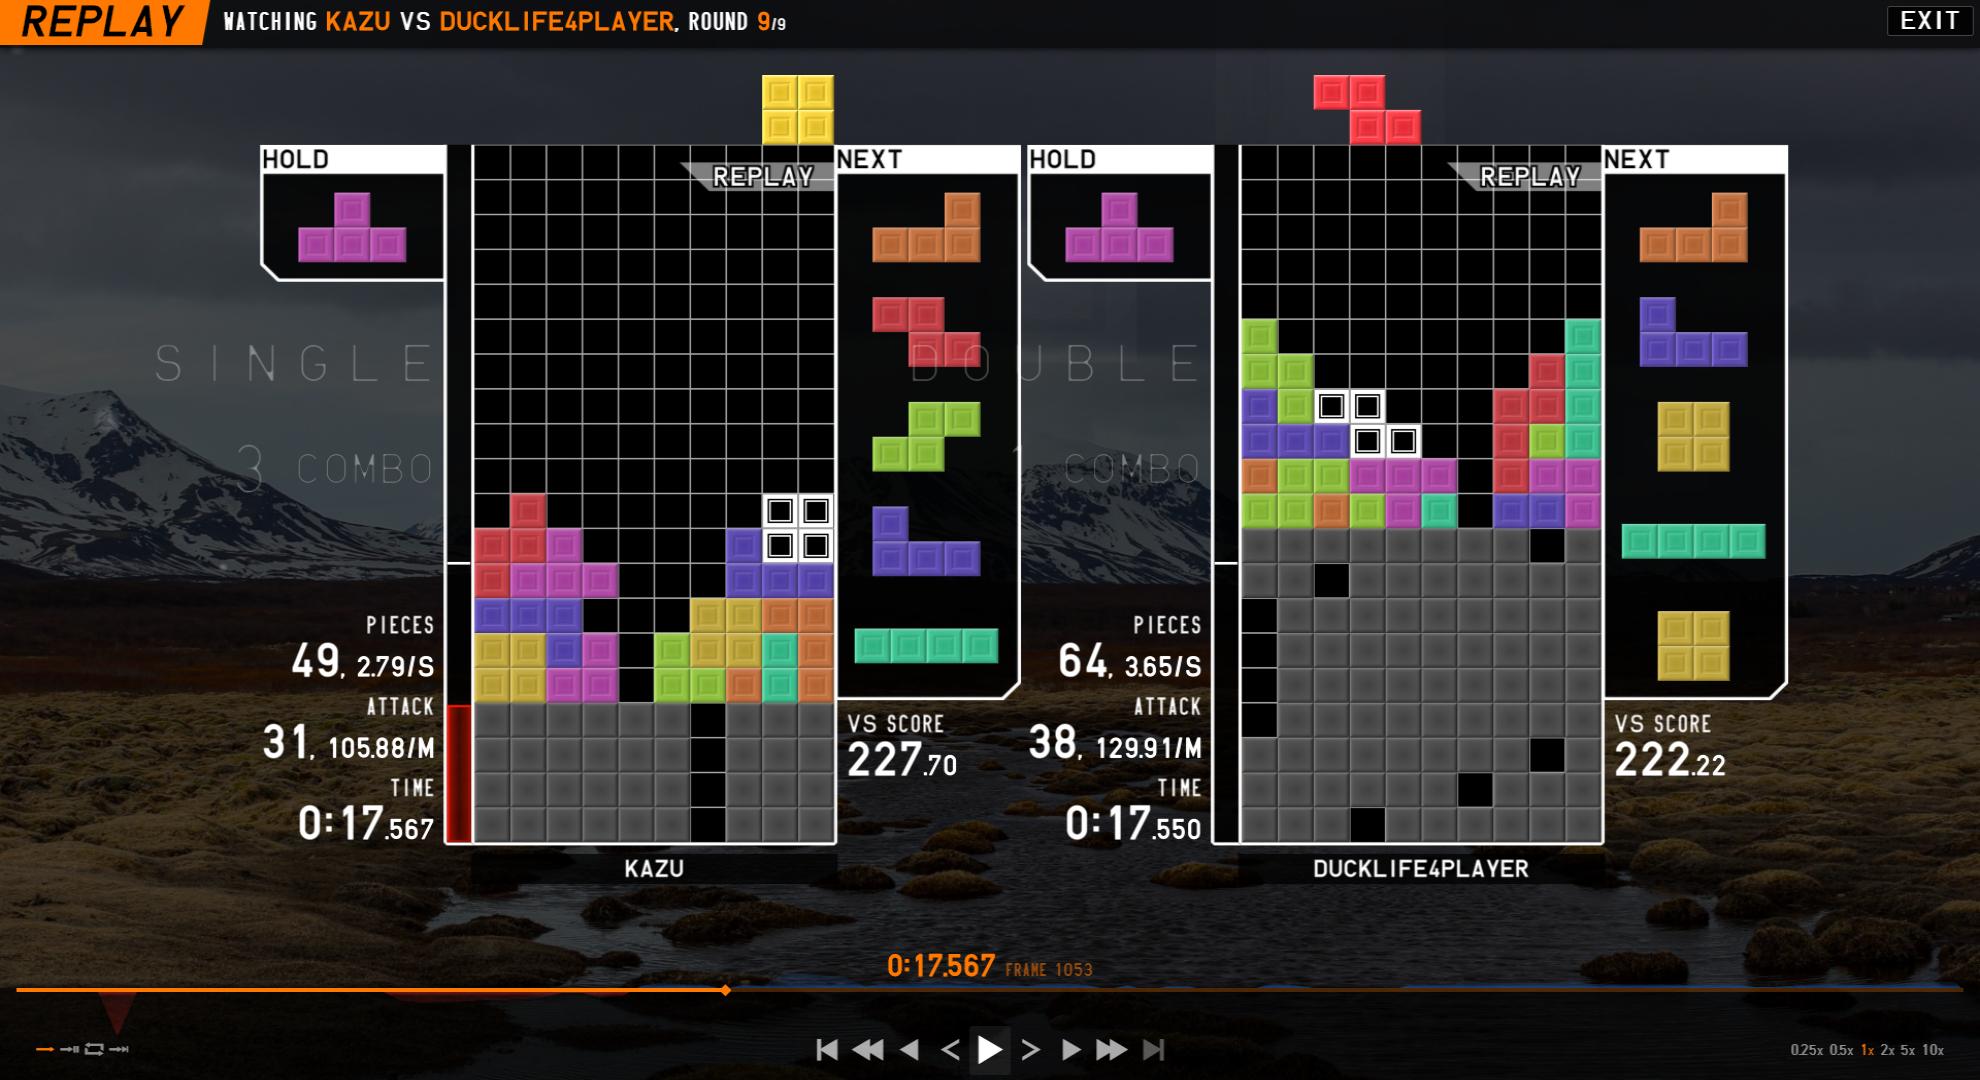 REPLAY
WATCHING KAZU VS DUCKLIFE4PLAYER, ROUND 9/9
EXIT
HOLD
REPLAY
NEXT
SINGLE
3 COMBO
PIECES
49, 2.79/S
ATTACK
31, 105.88/M
TIME
0:17.567
VS SCORE
227.70
KAZU
HOLD
REPLAY
NEXT
DOUBLE
1 COMBO
PIECES
64, 3.65/S
ATTACK
38, 129.91/M
TIME
0:17.550
VS SCORE
222.22
DUCKLIFE4PLAYER
0:17.567 FRAME 1053
0.25x 0.5x 1x 2x 5x 10x